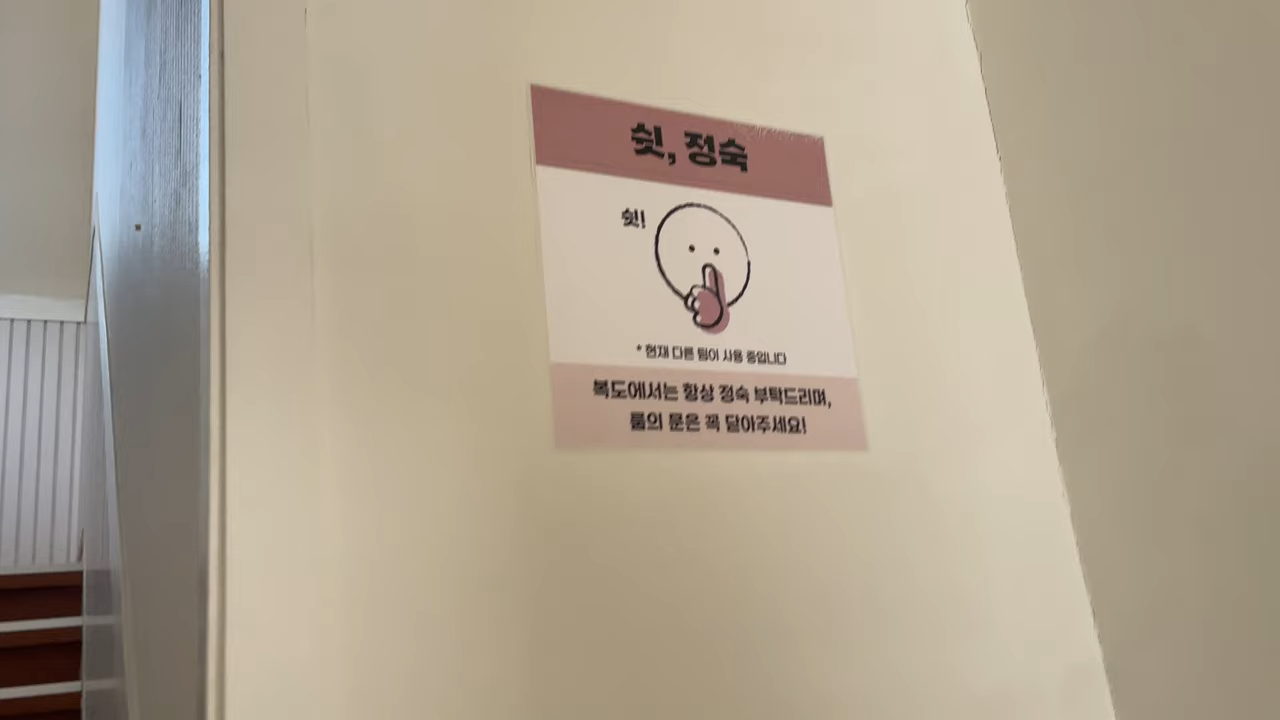 쉿, 정숙
쉿!
* 현재 다른 팀이 사용 중입니다
복도에서는 항상 정숙 부탁드리며,
룸의 문은 꼭 닫아주세요!